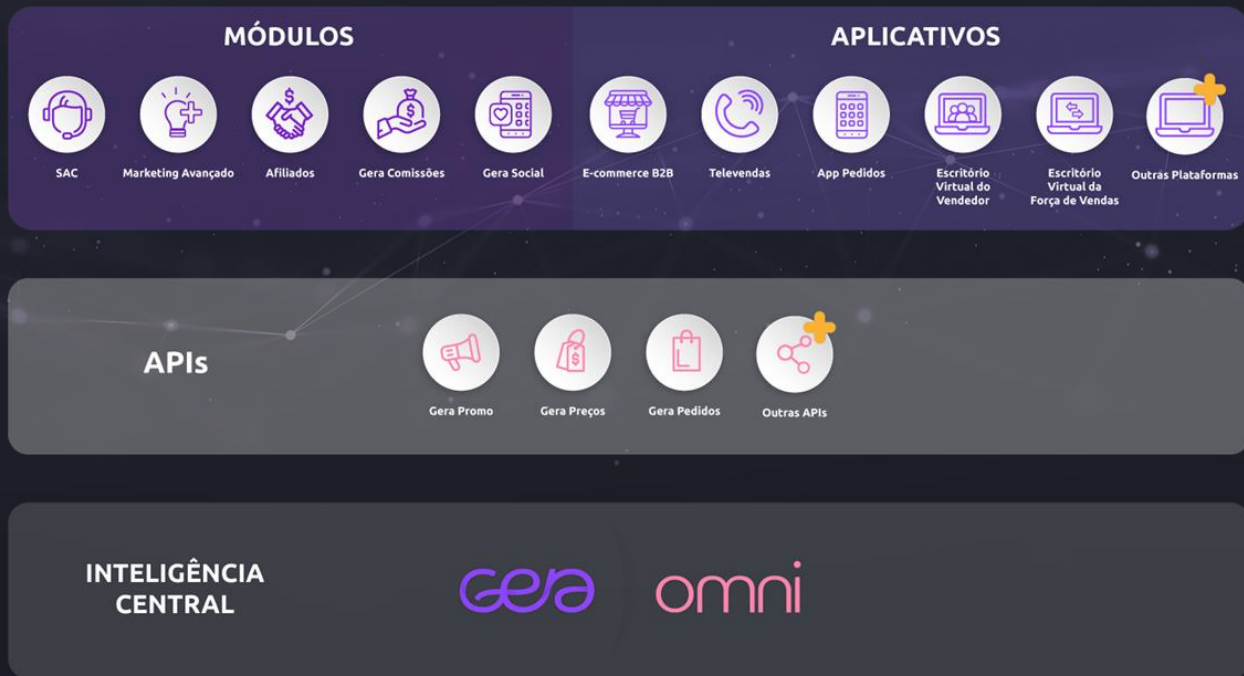 MÓDULOS
APLICATIVOS
SAC
Marketing Avançado
Afiliados
Gera Comissões
Gera Social
E-commerce B2B
Televendas
App Pedidos
Escritório
Virtual do
Vendedor
Escritório
Virtual da
Força de Vendas
Outras Plataformas
APIs
Gera Promo
Gera Preços
Gera Pedidos
Outras APIs
INTELIGÊNCIA
CENTRAL
gera
omni